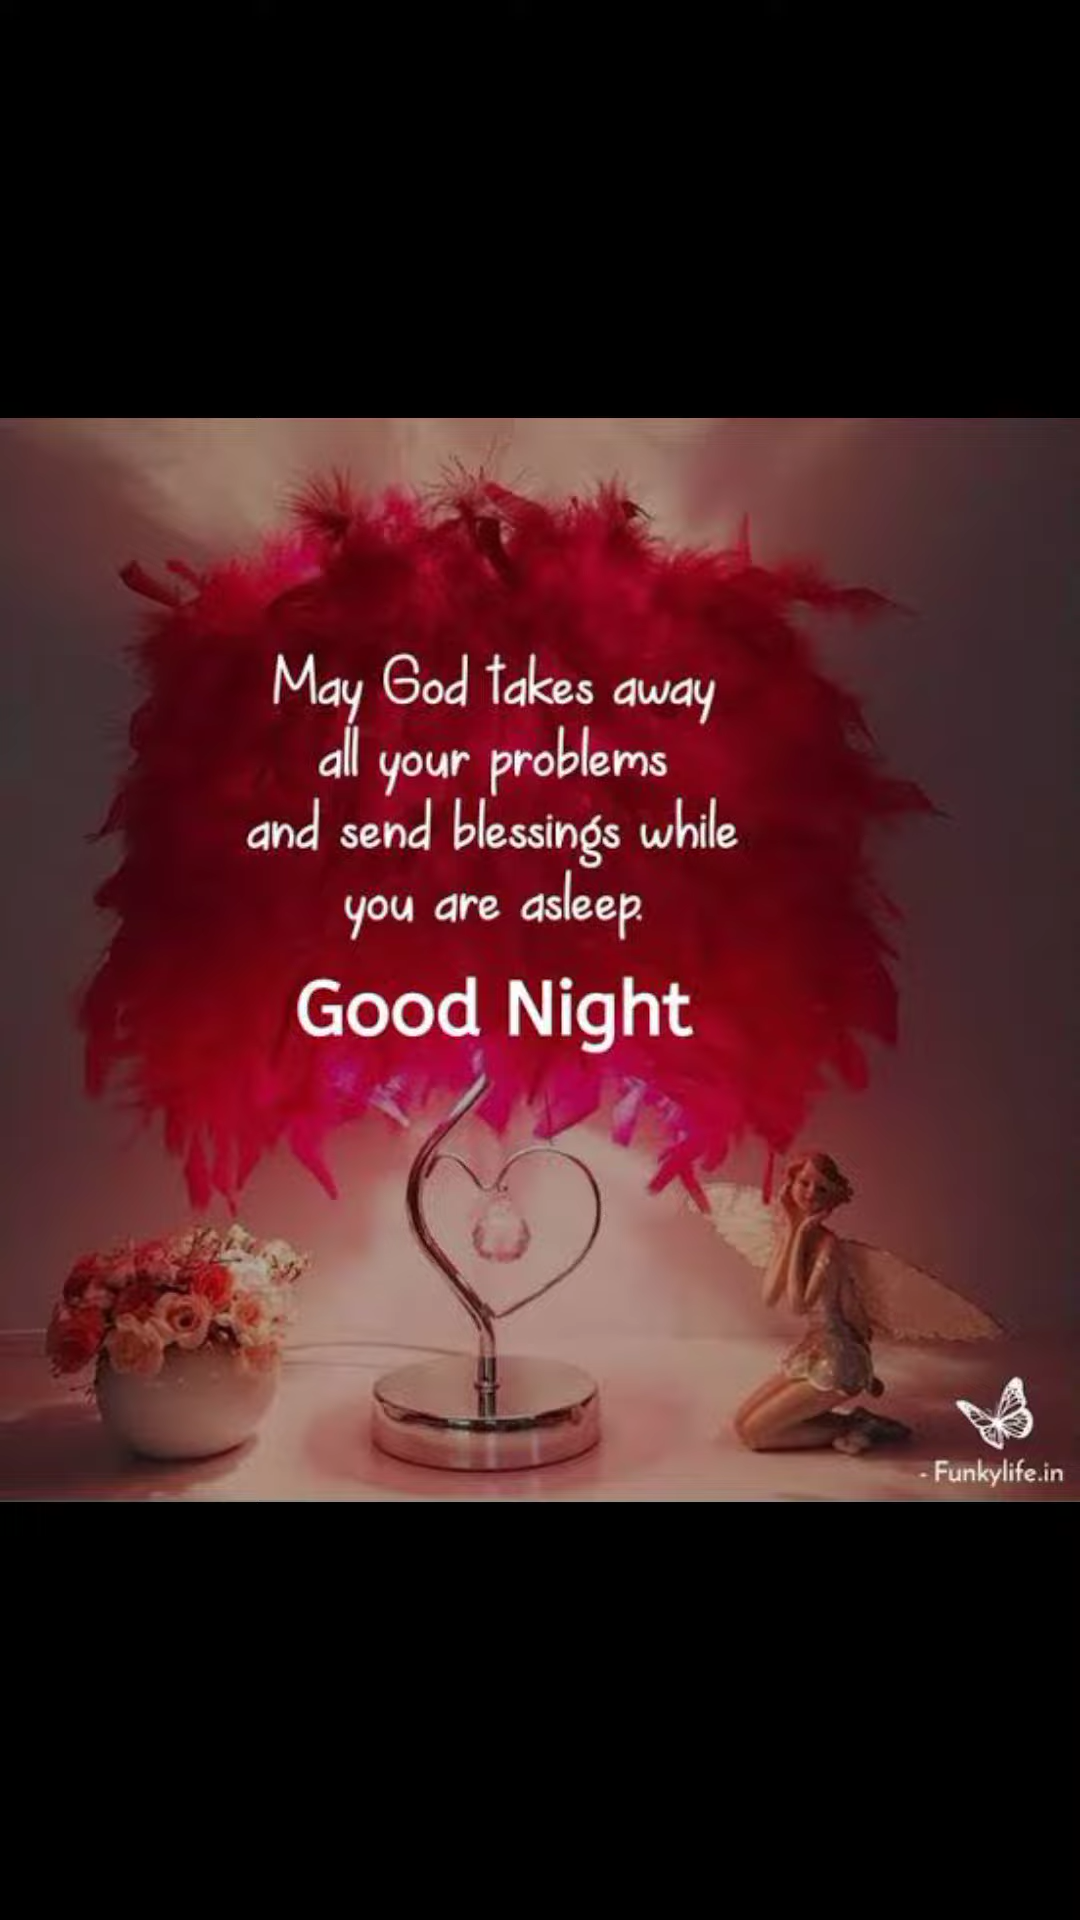 May God takes away
all your problems
and send blessings while
you are asleep.
Good Night
- Funkylife.in